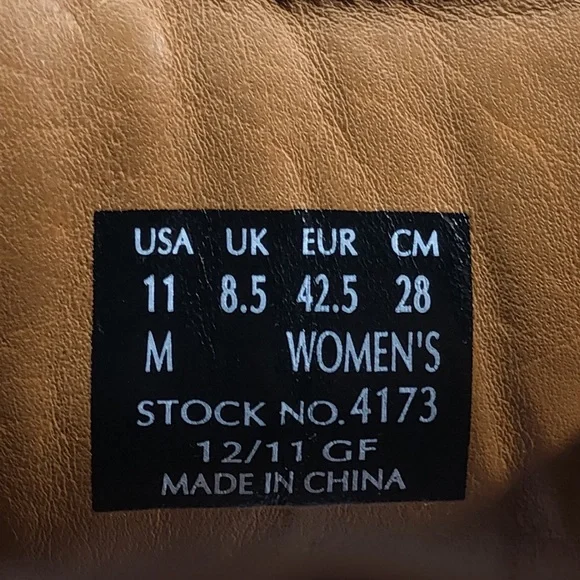 USA UK EUR CM
11 8.5 42.5 28
M WOMEN'S
STOCK NO. 4173
12/11 GF
MADE IN CHINA